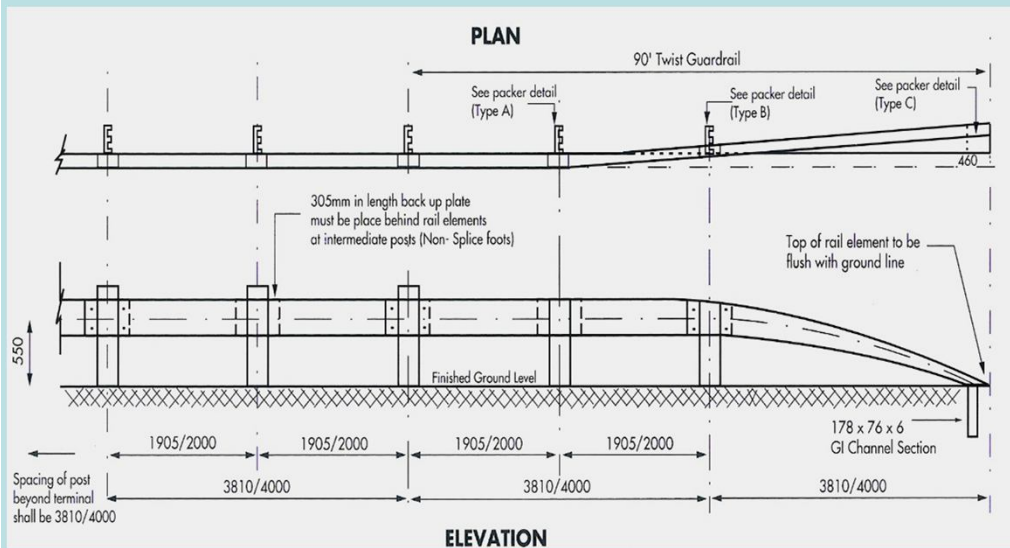 PLAN
90' Twist Guardrail
See packer detail
(Type A)
See packer detail
(Type B)
See packer detail
(Type C)
460
305mm in length back up plate
must be place behind rail elements
at intermediate posts (Non- Splice foots)
Top of rail element to be
flush with ground line
550
Finished Ground Level
178 x 76 x 6
GI Channel Section
1905/2000
1905/2000
1905/2000
1905/2000
Spacing of post
beyond terminal
shall be 3810/4000
3810/4000
3810/4000
3810/4000
ELEVATION